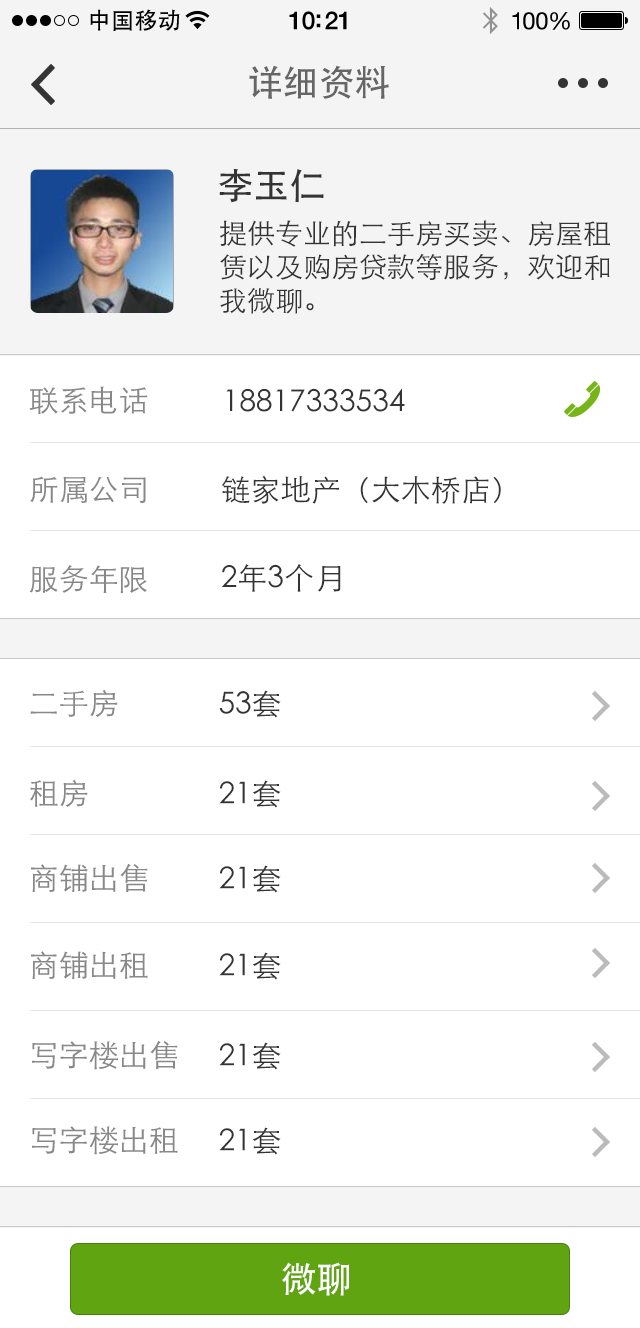 中国移动 10:21 100%
详细资料
李玉仁
提供专业的二手房买卖、房屋租
赁以及购房贷款等服务，欢迎和
我微聊。
联系电话 18817333534
所属公司 链家地产（大木桥店）
服务年限 2年3个月
二手房 53套
租房 21套
商铺出售 21套
商铺出租 21套
写字楼出售 21套
写字楼出租 21套
微聊